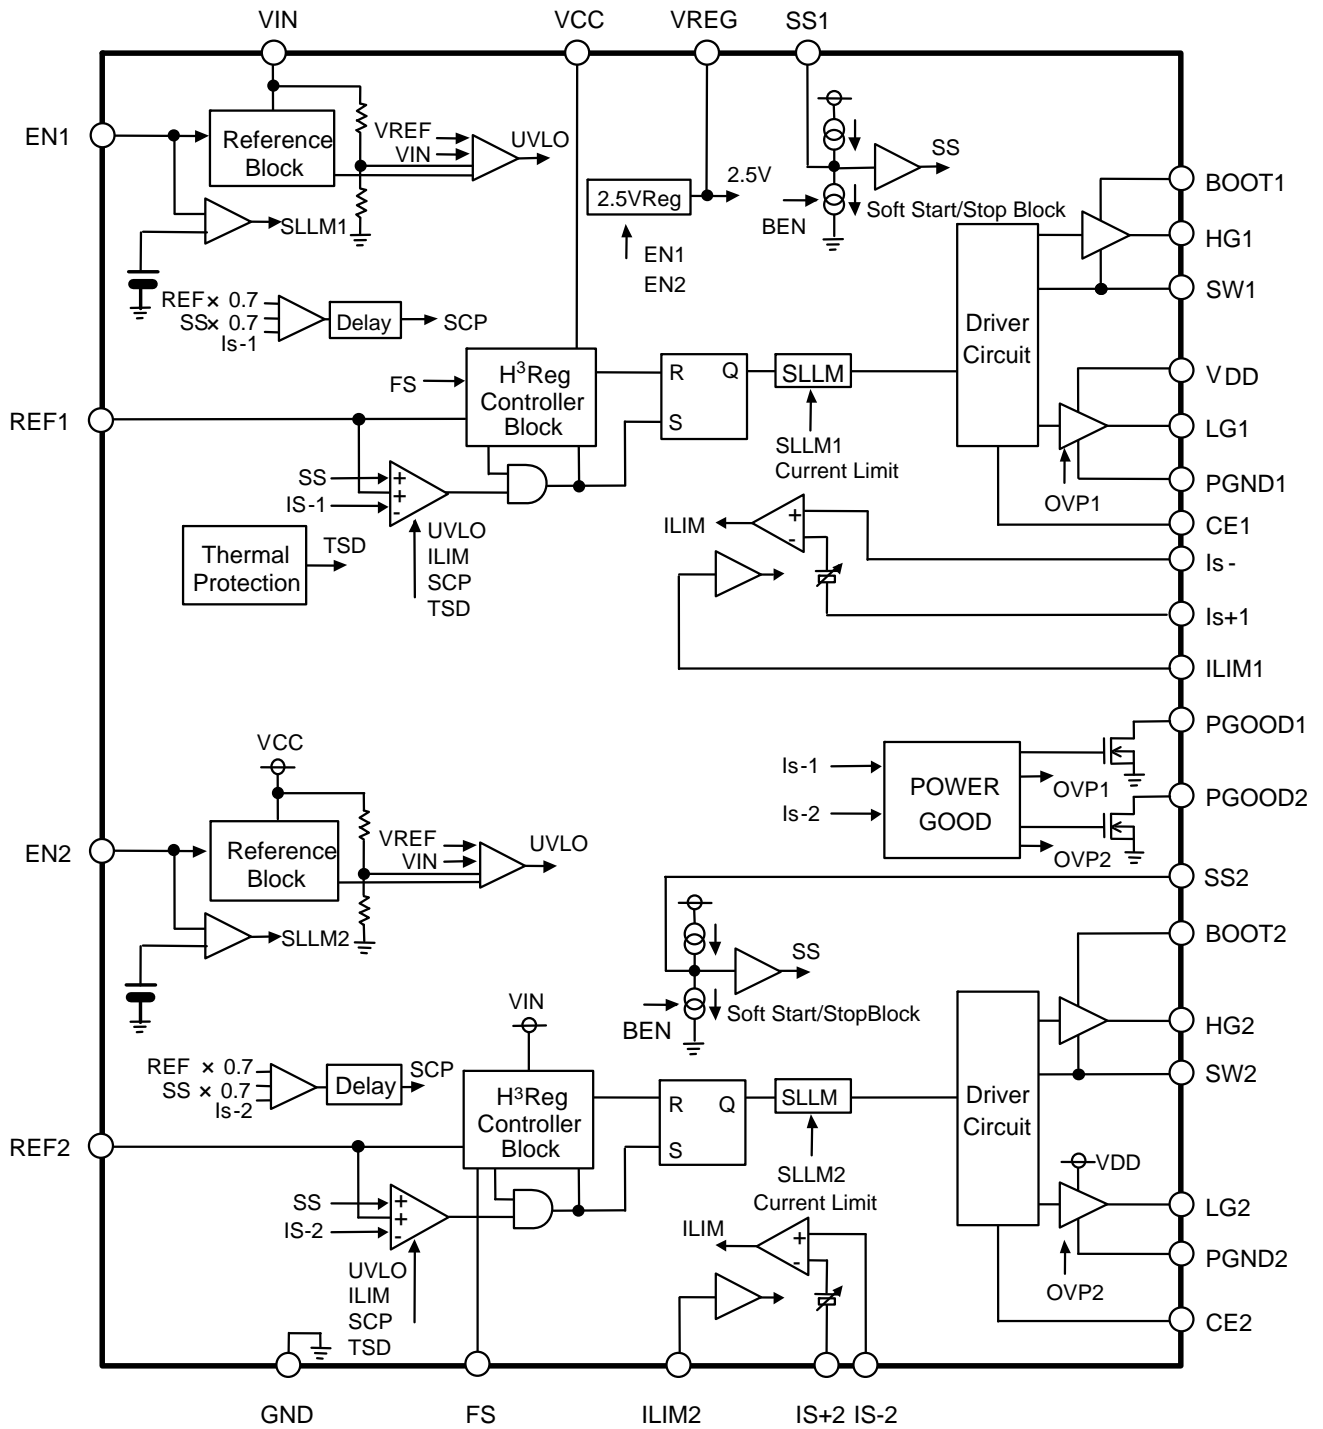 VIN
VCC
VREG
SS1
EN1
Reference
Block
VREF
VIN
UVLO
SLLM1
2.5VReg
2.5V
EN1
EN2
BEN
SS
Soft Start/Stop Block
BOOT1
HG1
SW1
REF× 0.7
SS× 0.7
Is-1
Delay
SCP
FS
H³Reg
Controller
Block
R
Q
S
SLLM
SLLM1
Current Limit
Driver
Circuit
VDD
LG1
OVP1
PGND1
CE1
REF1
SS
IS-1
+
+
-
UVLO
ILIM
SCP
TSD
Thermal
Protection
TSD
ILIM
+
-
Is-
Is+1
ILIM1
PGOOD1
Is-1
Is-2
POWER
GOOD
OVP1
OVP2
PGOOD2
VCC
EN2
Reference
Block
VREF
VIN
UVLO
SLLM2
SS2
SS
BEN
Soft Start/StopBlock
BOOT2
HG2
SW2
VIN
REF × 0.7
SS × 0.7
Is-2
Delay
SCP
H³Reg
Controller
Block
R
Q
S
SLLM
SLLM2
Current Limit
Driver
Circuit
VDD
LG2
OVP2
PGND2
CE2
REF2
SS
IS-2
+
+
-
UVLO
ILIM
SCP
TSD
ILIM
+
-
GND
FS
ILIM2
IS+2
IS-2